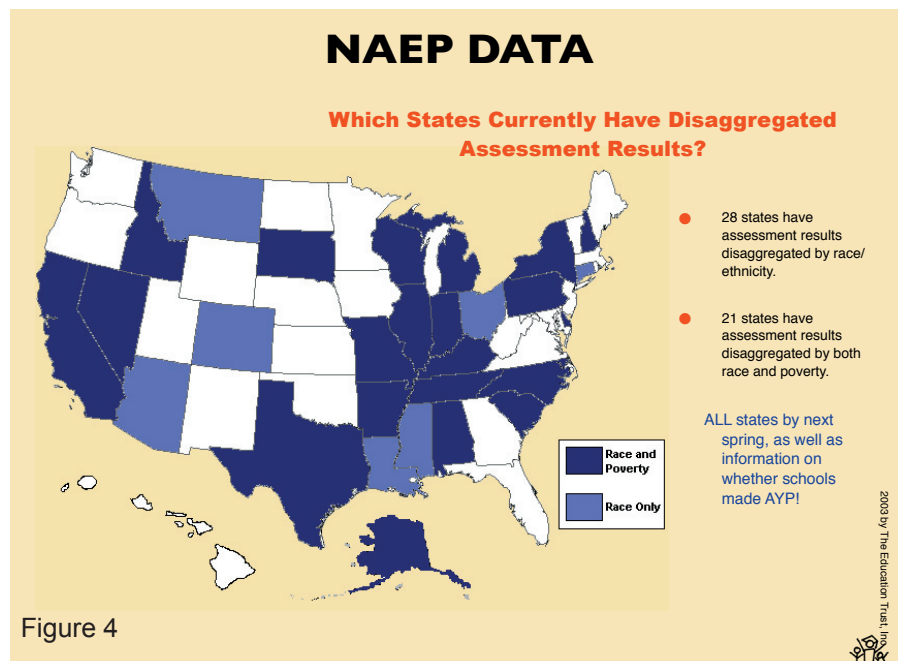 NAEP DATA
Which States Currently Have Disaggregated
Assessment Results?
28 states have
assessment results
disaggregated by race/
ethnicity.
21 states have
assessment results
disaggregated by both
race and poverty.
ALL states by next
spring, as well as
information on
whether schools
made AYP!
Race and
Poverty
Race Only
2003 by The Education Trust, Inc.
Figure 4